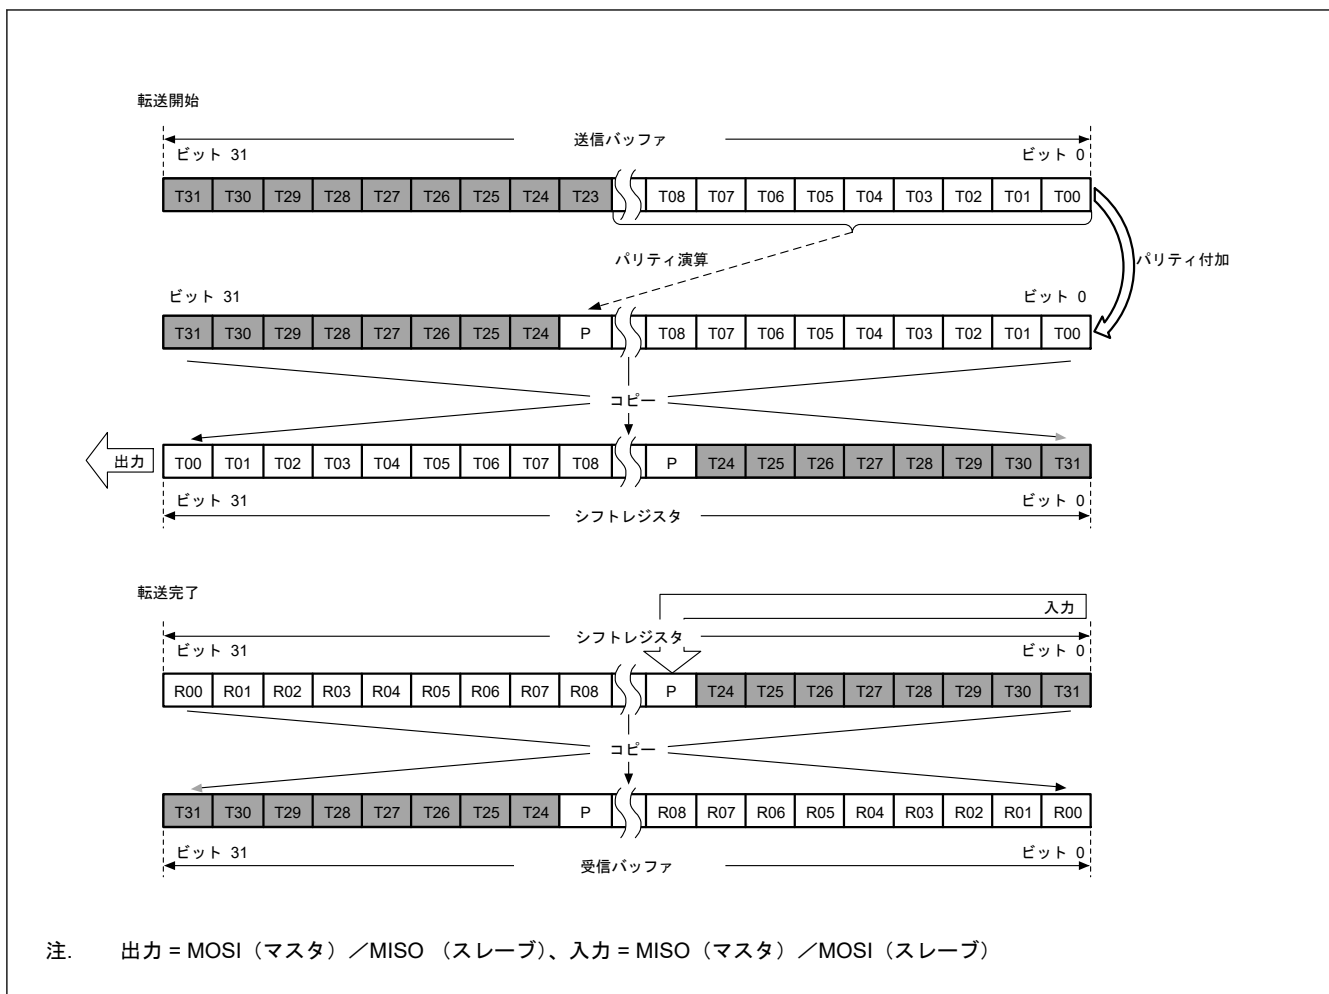 転送開始
送信バッファ
ビット 31 ビット 0
T31 T30 T29 T28 T27 T26 T25 T24 T23 T08 T07 T06 T05 T04 T03 T02 T01 T00
パリティ演算 パリティ付加
ビット 31 ビット 0
T31 T30 T29 T28 T27 T26 T25 T24 P T08 T07 T06 T05 T04 T03 T02 T01 T00
コピー
出力 T00 T01 T02 T03 T04 T05 T06 T07 T08 P T24 T25 T26 T27 T28 T29 T30 T31
ビット 31 ビット 0
シフトレジスタ
転送完了
入力
シフトレジスタ
ビット 31 ビット 0
R00 R01 R02 R03 R04 R05 R06 R07 R08 P T24 T25 T26 T27 T28 T29 T30 T31
コピー
T31 T30 T29 T28 T27 T26 T25 T24 P R08 R07 R06 R05 R04 R03 R02 R01 R00
ビット 31 ビット 0
受信バッファ
注. 出力 = MOSI（マスタ）／MISO （スレーブ）、入力 = MISO（マスタ）／MOSI（スレーブ）